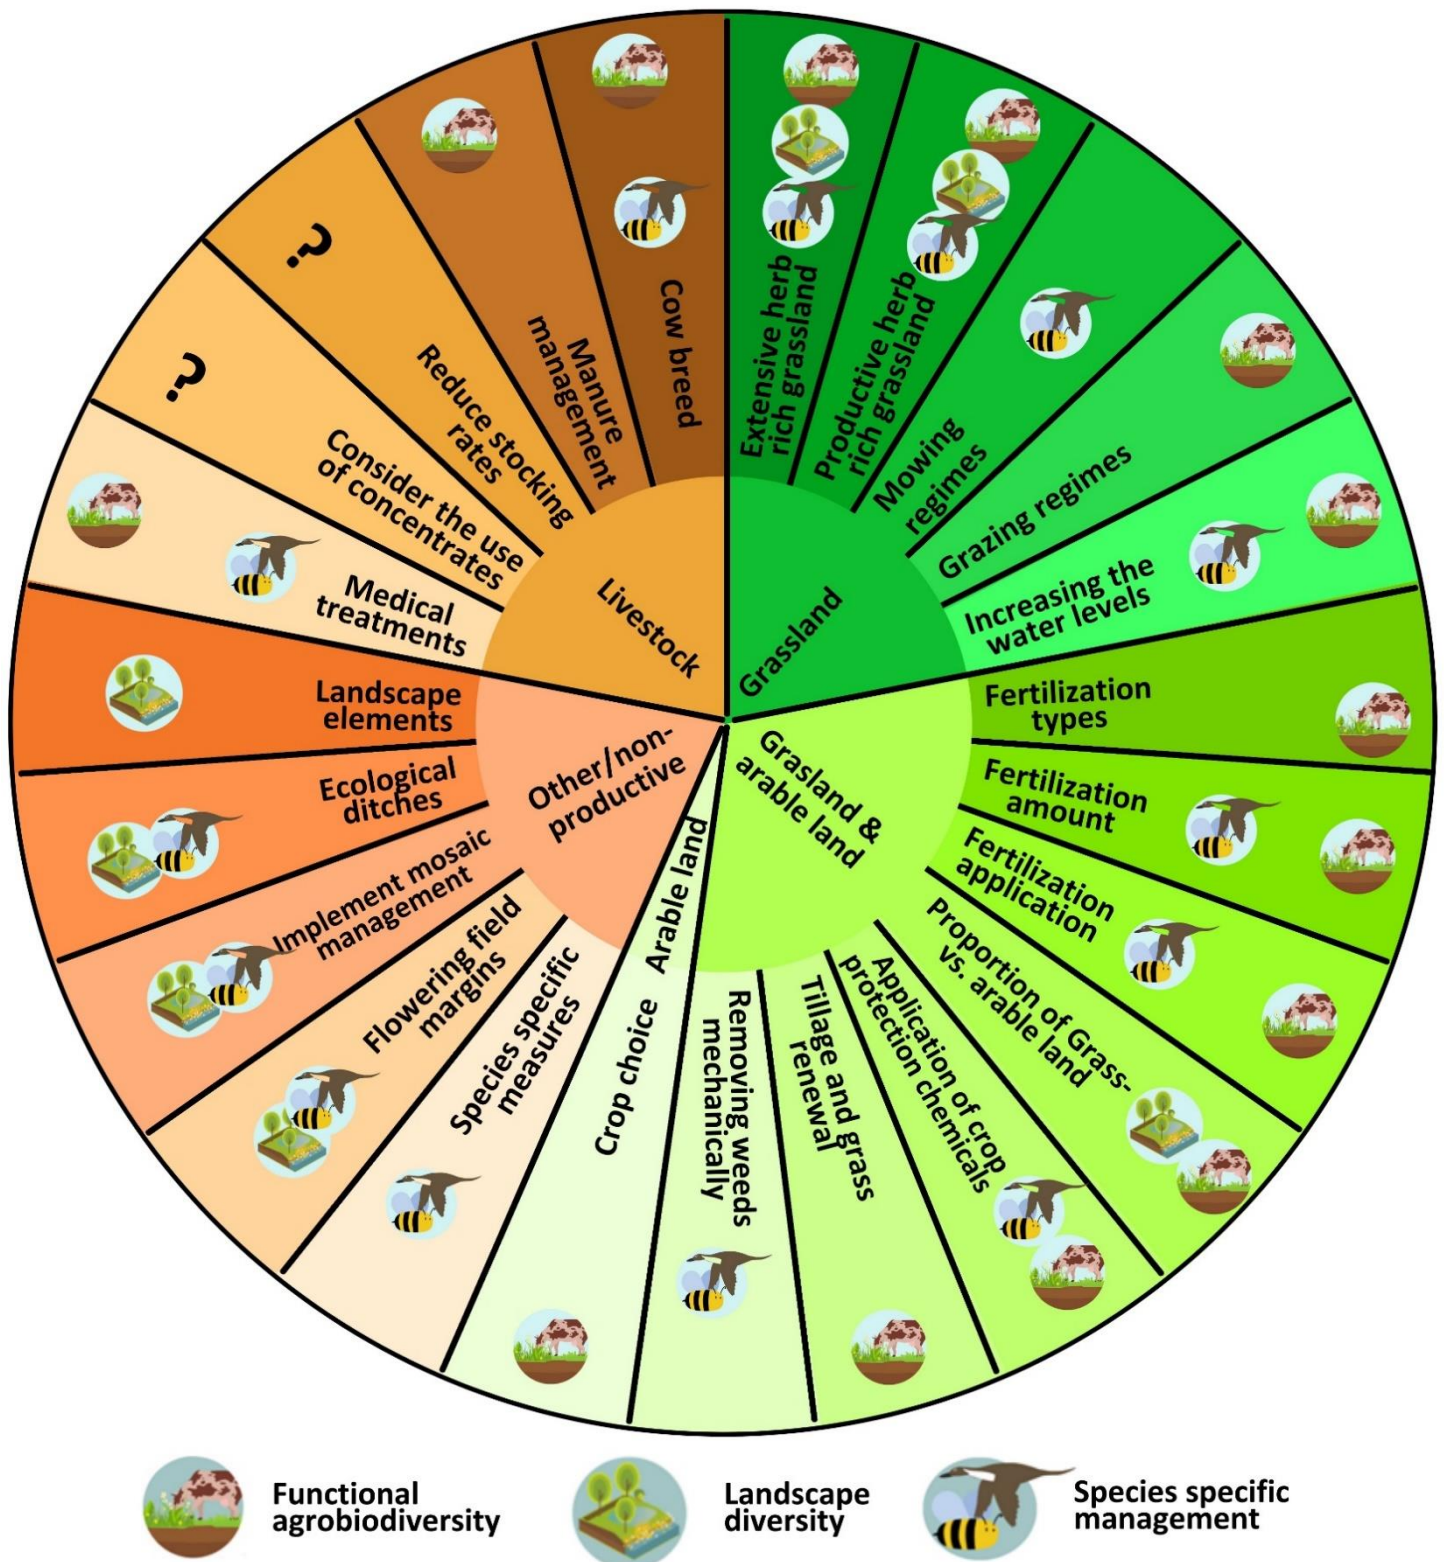 Extensive herb
rich grassland
Productive herb
rich grassland
Mowing
regimes
Grazing regimes
Increasing the
water levels
Grassland
Fertilization
types
Fertilization
amount
Fertilization
application
Proportion of Grass-
vs. arable land
Application of crop
protection chemicals
Tillage and grass
renewal
Removing weeds
mechanically
Grasland &
arable land
Crop choice
Arable land
Species specific
measures
Flowering field
margins
Implement mosaic
management
Ecological
ditches
Landscape
elements
Other/non-
productive
Medical
treatments
Consider the use
of concentrates
?
Reduce stocking
rates
?
Manure
management
Cow breed
Livestock
Functional
agrobiodiversity
Landscape
diversity
Species specific
management